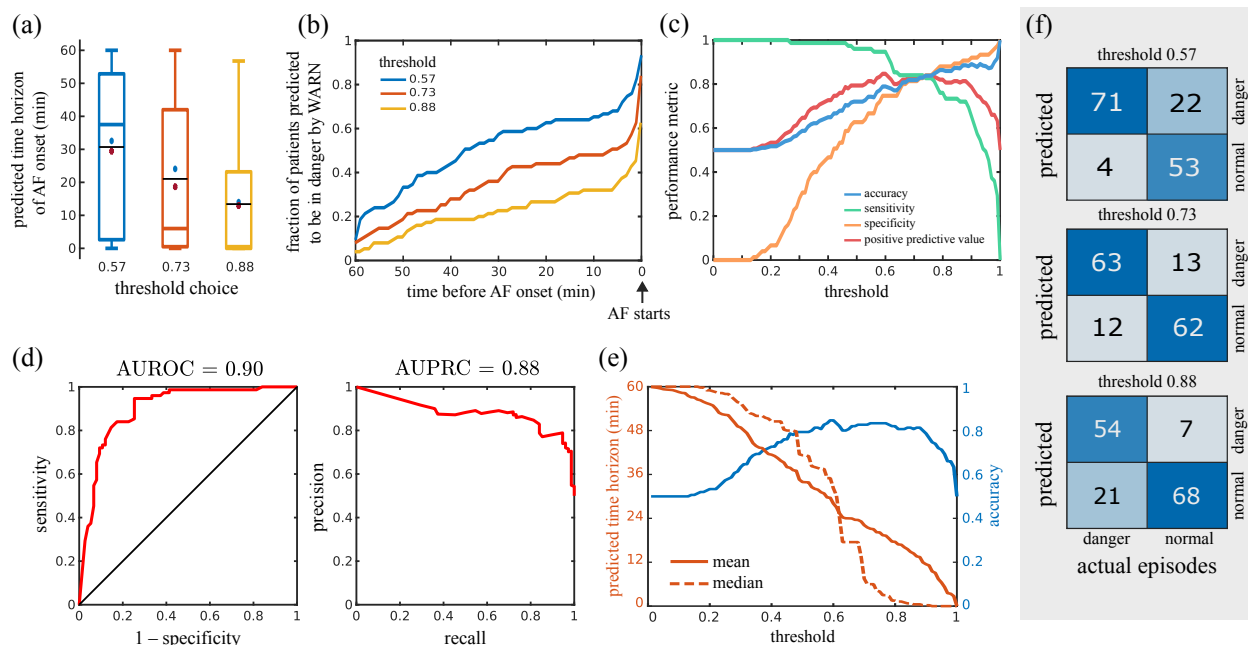 (a)
predicted time horizon
of AF onset (min)
60
50
40
30
20
10
0
0.57
0.73
0.88
threshold choice
(b)
fraction of patients predicted
to be in danger by WARN
1
0.8
0.6
0.4
0.2
0
threshold
0.57
0.73
0.88
60
50
40
30
20
10
0
time before AF onset (min)
AF starts
(c)
performance metric
1
0.8
0.6
0.4
0.2
0
accuracy
sensitivity
specificity
positive predictive value
0
0.2
0.4
0.6
0.8
1
threshold
(d)
AUROC = 0.90
sensitivity
1
0.8
0.6
0.4
0.2
0
0
0.2
0.4
0.6
0.8
1
1 – specificity
AUPRC = 0.88
precision
1
0.8
0.6
0.4
0.2
0
0
0.2
0.4
0.6
0.8
1
recall
(e)
predicted time horizon (min)
60
48
36
24
12
0
mean
median
1
0.8
0.6
0.4
0.2
0
accuracy
0
0.2
0.4
0.6
0.8
1
threshold
(f)
threshold 0.57
predicted
71
22
danger
4
53
normal
threshold 0.73
predicted
63
13
danger
12
62
normal
threshold 0.88
predicted
54
7
danger
21
68
normal
danger
normal
actual episodes